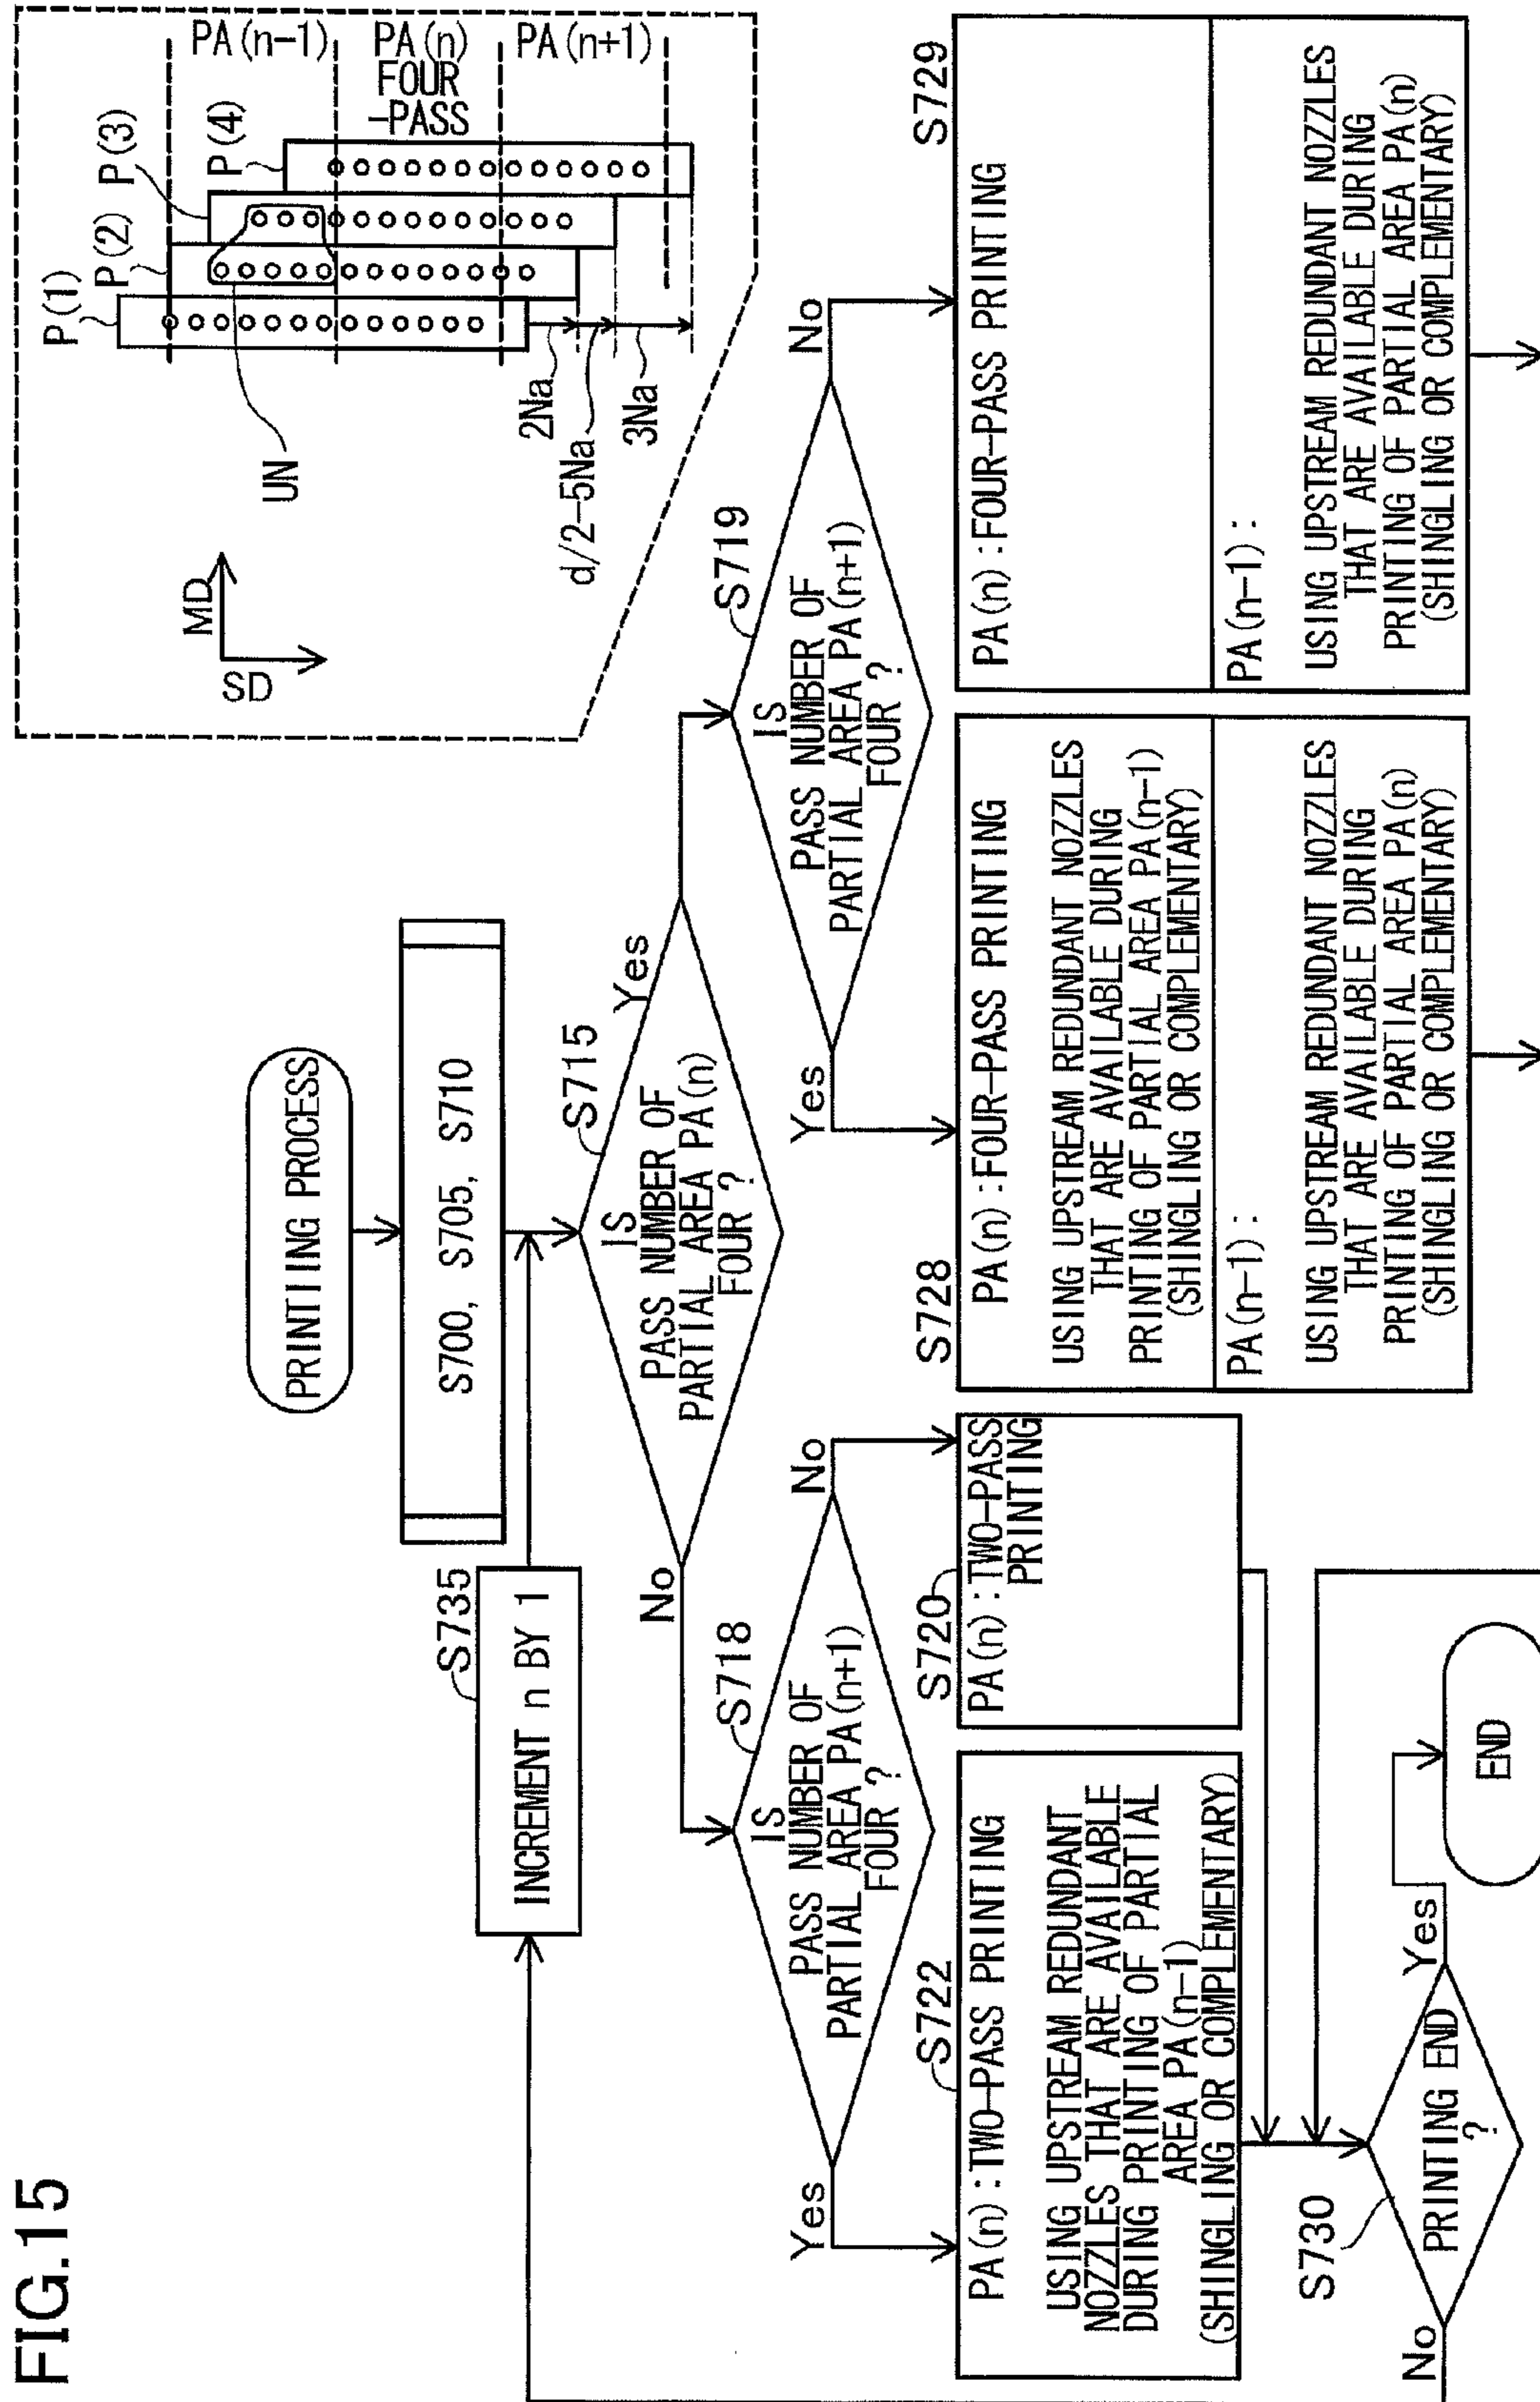 FIG.15
PRINTING PROCESS
S700, S705, S710
S735
INCREMENT n BY 1
S715
IS
PASS NUMBER OF
PARTIAL AREA PA(n)
FOUR ?
No
Yes
S718
IS
PASS NUMBER OF
PARTIAL AREA PA(n+1)
FOUR ?
Yes
No
S719
IS
PASS NUMBER OF
PARTIAL AREA PA(n+1)
FOUR ?
Yes
No
S722
PA(n):TWO-PASS PRINTING
USING UPSTREAM REDUNDANT
NOZZLES THAT ARE AVAILABLE
DURING PRINTING OF PARTIAL
AREA PA(n-1)
(SHINGLING OR COMPLEMENTARY)
S720
PA(n):TWO-PASS
PRINTING
S728
PA(n):FOUR-PASS PRINTING
USING UPSTREAM REDUNDANT NOZZLES
THAT ARE AVAILABLE DURING
PRINTING OF PARTIAL AREA PA(n-1)
(SHINGLING OR COMPLEMENTARY)
PA(n-1):
USING UPSTREAM REDUNDANT NOZZLES
THAT ARE AVAILABLE DURING
PRINTING OF PARTIAL AREA PA(n)
(SHINGLING OR COMPLEMENTARY)
S729
PA(n):FOUR-PASS PRINTING
PA(n-1):
USING UPSTREAM REDUNDANT NOZZLES
THAT ARE AVAILABLE DURING
PRINTING OF PARTIAL AREA PA(n)
(SHINGLING OR COMPLEMENTARY)
S730
PRINTING END
?
No
Yes
END
MD
SD
P(1)
P(2)
P(3)
P(4)
PA(n-1)
PA(n)
FOUR
-PASS
PA(n+1)
UN
2Na
d/2-5Na
3Na